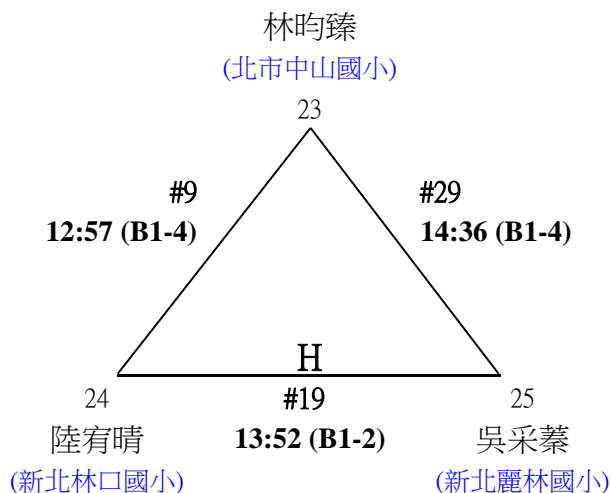 林昀臻
(北市中山國小)
23
#9
#29
12:57 (B1-4)
14:36 (B1-4)
H
24
#19
25
陸宥晴
13:52 (B1-2)
吳采蓁
(新北林口國小)
(新北麗林國小)